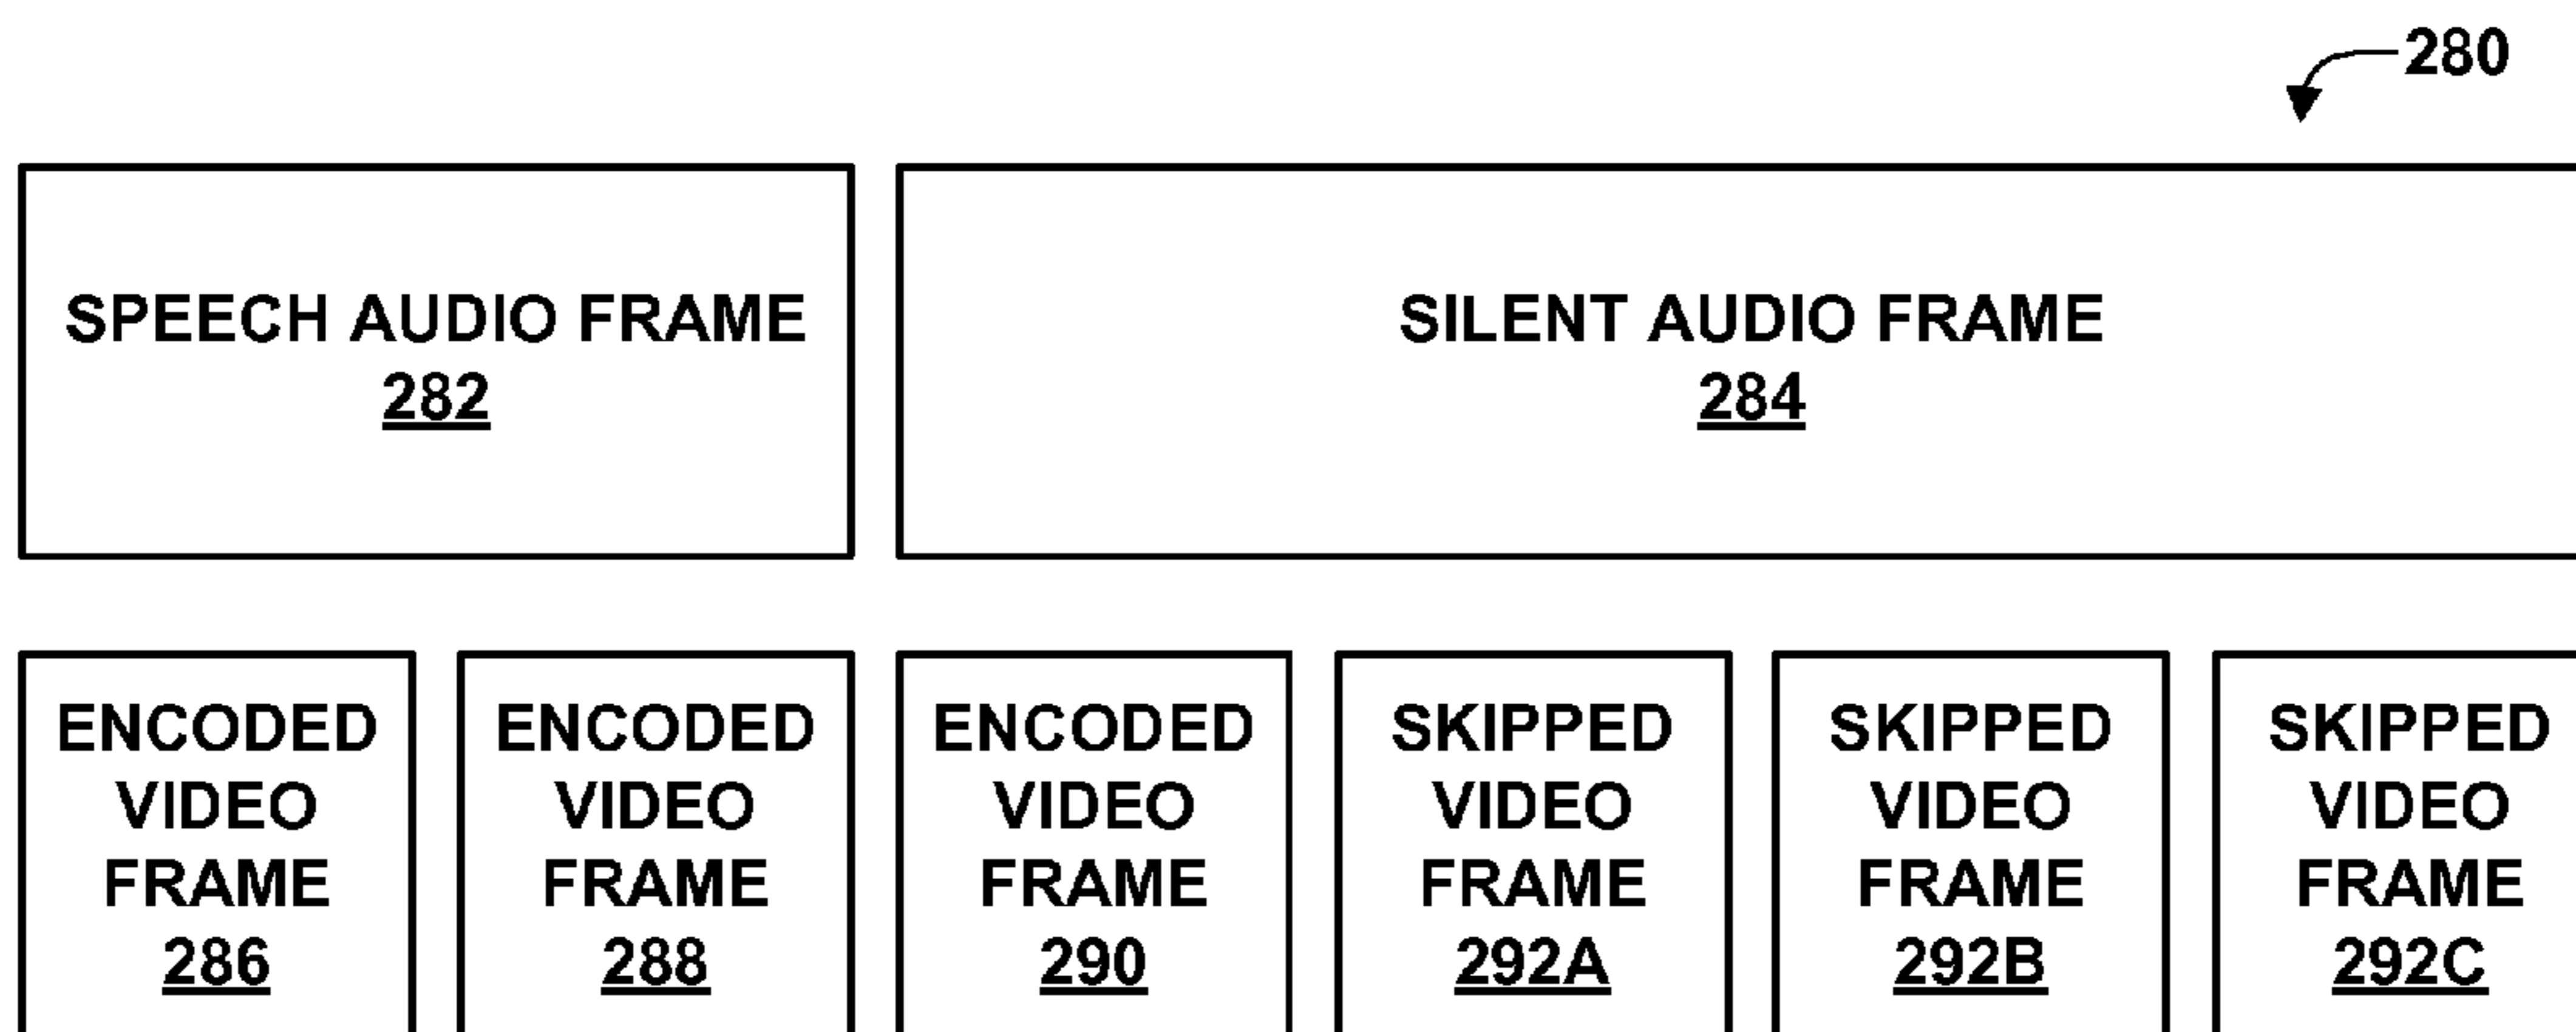 280
SPEECH AUDIO FRAME
282
SILENT AUDIO FRAME
284
ENCODED
VIDEO
FRAME
286
ENCODED
VIDEO
FRAME
288
ENCODED
VIDEO
FRAME
290
SKIPPED
VIDEO
FRAME
292A
SKIPPED
VIDEO
FRAME
292B
SKIPPED
VIDEO
FRAME
292C